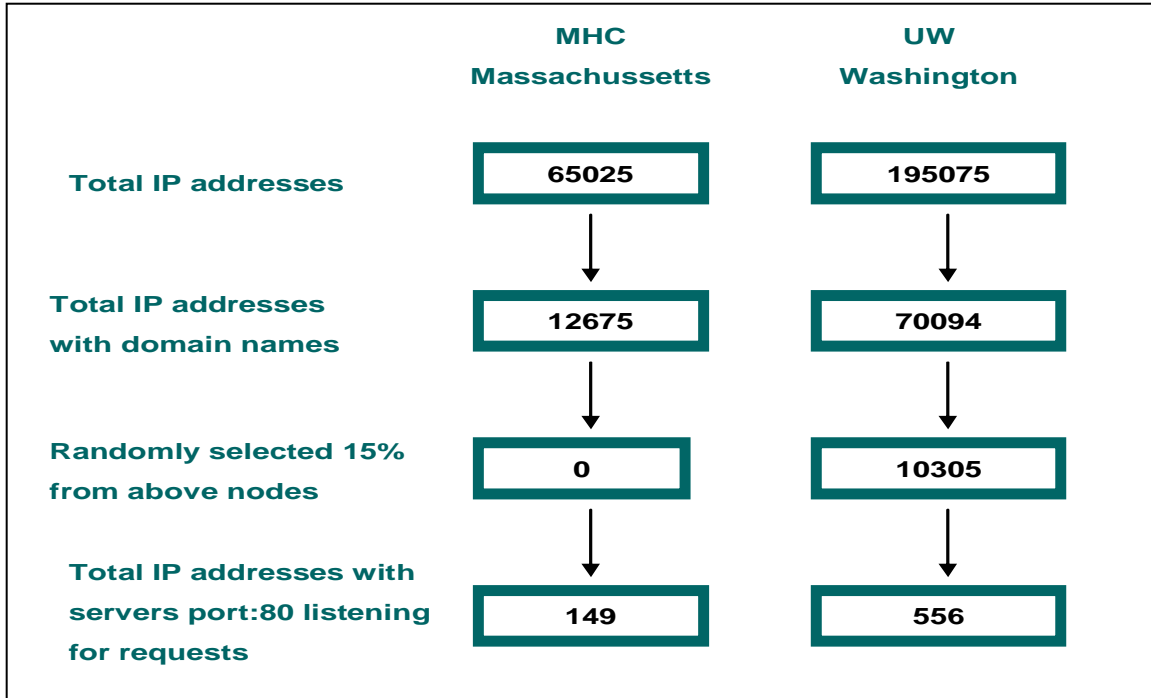 MHC
Massachussetts
UW
Washington
Total IP addresses
65025
195075
Total IP addresses
with domain names
12675
70094
Randomly selected 15%
from above nodes
0
10305
Total IP addresses with
servers port:80 listening
for requests
149
556